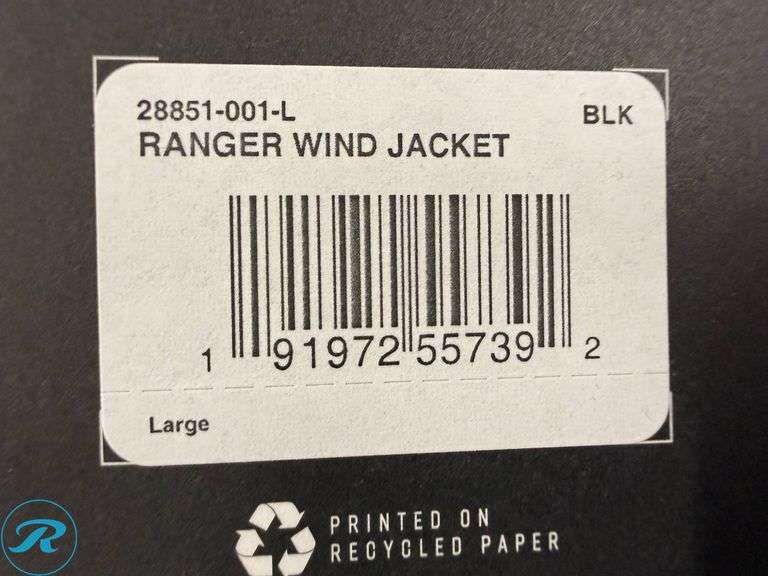 28851-001-L BLK
RANGER WIND JACKET
1 91972 55739 2
Large
PRINTED ON
RECYCLED PAPER
R